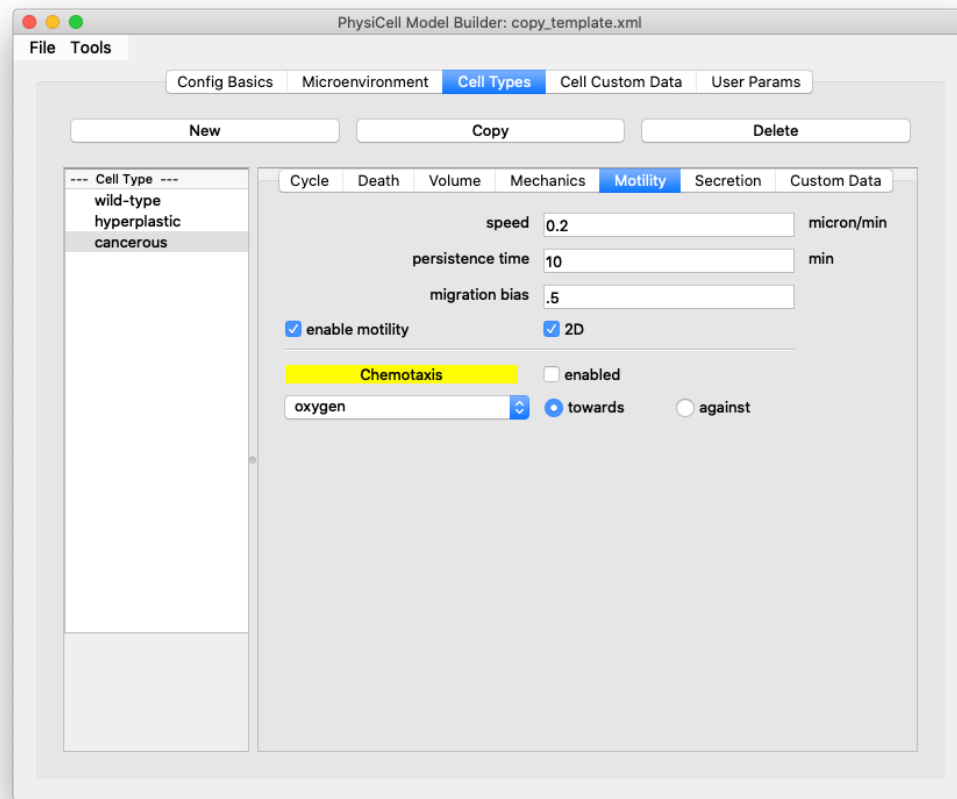 PhysiCell Model Builder: copy_template.xml
File Tools
Config Basics Microenvironment Cell Types Cell Custom Data User Params
New Copy Delete
--- Cell Type ---
wild-type
hyperplastic
cancerous
Cycle Death Volume Mechanics Motility Secretion Custom Data
speed 0.2 micron/min
persistence time 10 min
migration bias .5
enable motility 2D
Chemotaxis enabled
oxygen towards against